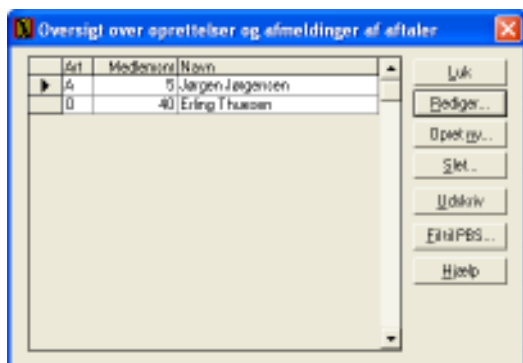 Oversigt over oprettelser og afmeldinger af aftaler
Art Medlemsnr Navn
A 5 Jørgen Jørgensen
O 40 Erling Thuesen
Luk
Rediger...
Opret ny...
Slet...
Udskriv
Fil til PBS...
Hjælp